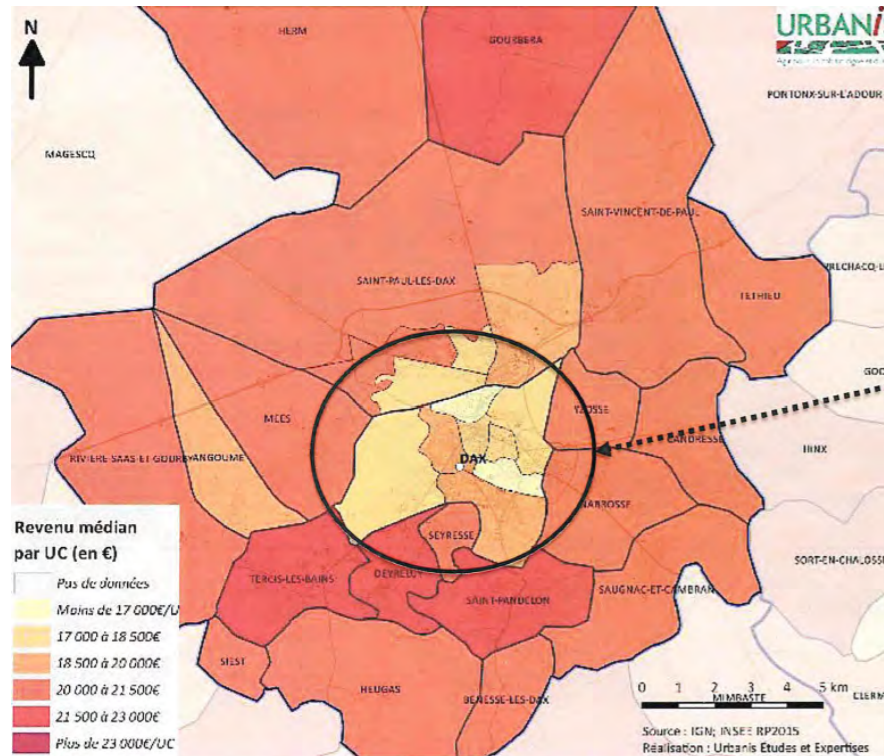 N
HERM
GOURBERA
URBANi
PONTONX-SUR-L'ADOUR
MAGESCQ
SAINT-VINCENT-DE-PAUL
SAINT-PAUL-LES-DAX
TETHIEU
GOO
MEES
YZOSSE
CANDRESSE
RIVIERE-SAAS-ET-GOURBY
ANGOUME
HINX
DAX
NARROSSE
SEYRESSE
Revenu médian
par UC (en €)
Pas de données
Moins de 17 000€/U
17 000 à 18 500€
18 500 à 20 000€
20 000 à 21 500€
21 500 à 23 000€
Plus de 23 000€/UC
TERCIS-LES-BAINS
OEYRELUY
SAINT-PANDELON
SAUGNAC-ET-CAMBRAN
SORT-EN-CHALOSSE
SIEST
HEUGAS
BENESSE-LES-DAX
0 1 2 3 4 5 km
MIMBASTE
CLERM
Source : IGN; INSEE RP2015
Réalisation : Urbanis Etudes et Expertises